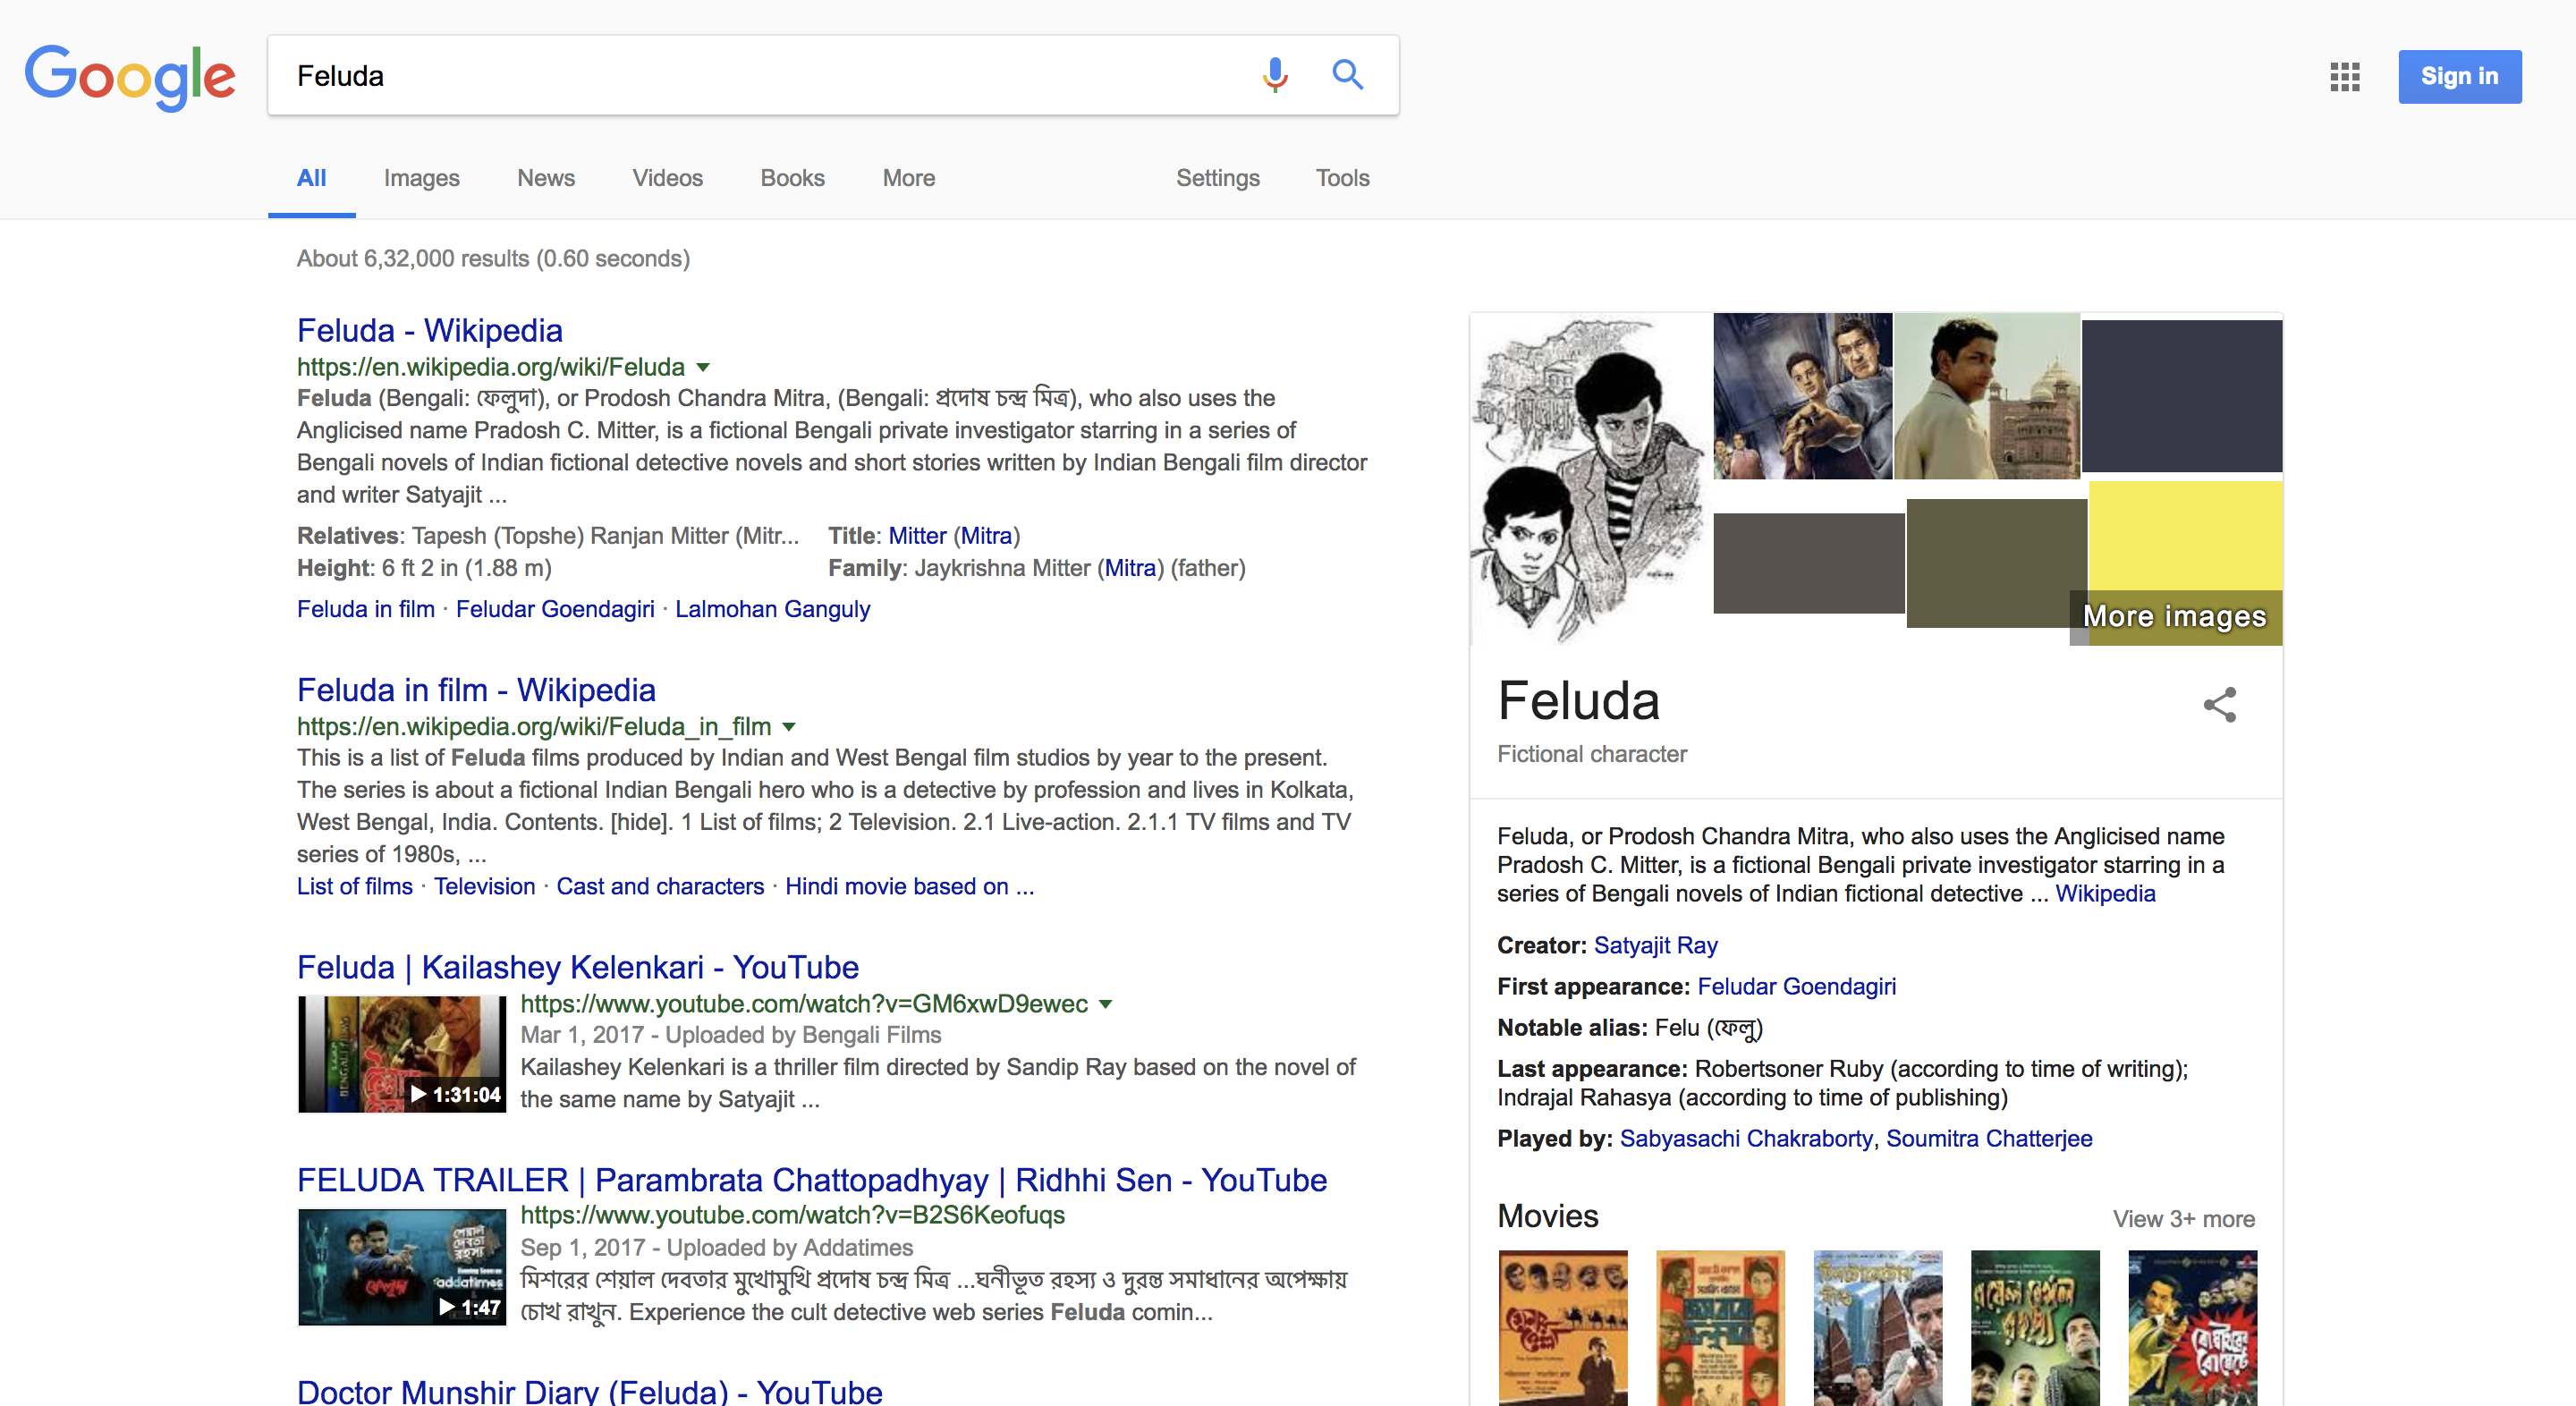 Google
Feluda
Sign in
All Images News Videos Books More Settings Tools
About 6,32,000 results (0.60 seconds)
Feluda - Wikipedia
https://en.wikipedia.org/wiki/Feluda
Feluda (Bengali: ফেলুদা), or Prodosh Chandra Mitra, (Bengali: প্রদোষ চন্দ্র মিত্র), who also uses the
Anglicised name Pradosh C. Mitter, is a fictional Bengali private investigator starring in a series of
Bengali novels of Indian fictional detective novels and short stories written by Indian Bengali film director
and writer Satyajit ...
Relatives: Tapesh (Topshe) Ranjan Mitter (Mitr... Title: Mitter (Mitra)
Height: 6 ft 2 in (1.88 m) Family: Jaykrishna Mitter (Mitra) (father)
Feluda in film · Feludar Goendagiri · Lalmohan Ganguly
Feluda in film - Wikipedia
https://en.wikipedia.org/wiki/Feluda_in_film
This is a list of Feluda films produced by Indian and West Bengal film studios by year to the present.
The series is about a fictional Indian Bengali hero who is a detective by profession and lives in Kolkata,
West Bengal, India. Contents. [hide]. 1 List of films; 2 Television. 2.1 Live-action. 2.1.1 TV films and TV
series of 1980s, ...
List of films · Television · Cast and characters · Hindi movie based on ...
Feluda | Kailashey Kelenkari - YouTube
https://www.youtube.com/watch?v=GM6xwD9ewec
Mar 1, 2017 - Uploaded by Bengali Films
Kailashey Kelenkari is a thriller film directed by Sandip Ray based on the novel of
the same name by Satyajit ...
1:31:04
FELUDA TRAILER | Parambrata Chattopadhyay | Ridhhi Sen - YouTube
https://www.youtube.com/watch?v=B2S6Keofuqs
Sep 1, 2017 - Uploaded by Addatimes
মিশরের শেয়াল দেবতার মুখোমুখি প্রদোষ চন্দ্র মিত্র ...ঘনীভূত রহস্য ও দুরন্ত সমাধানের অপেক্ষায়
চোখ রাখুন. Experience the cult detective web series Feluda comin...
শেয়াল
দেবতা
রহস্য
ফেলুদা
addatimes
1:47
Doctor Munshir Diary (Feluda) - YouTube
More images
Feluda
Fictional character
Feluda, or Prodosh Chandra Mitra, who also uses the Anglicised name
Pradosh C. Mitter, is a fictional Bengali private investigator starring in a
series of Bengali novels of Indian fictional detective ... Wikipedia
Creator: Satyajit Ray
First appearance: Feludar Goendagiri
Notable alias: Felu (ফেলু)
Last appearance: Robertsoner Ruby (according to time of writing);
Indrajal Rahasya (according to time of publishing)
Played by: Sabyasachi Chakraborty, Soumitra Chatterjee
Movies View 3+ more